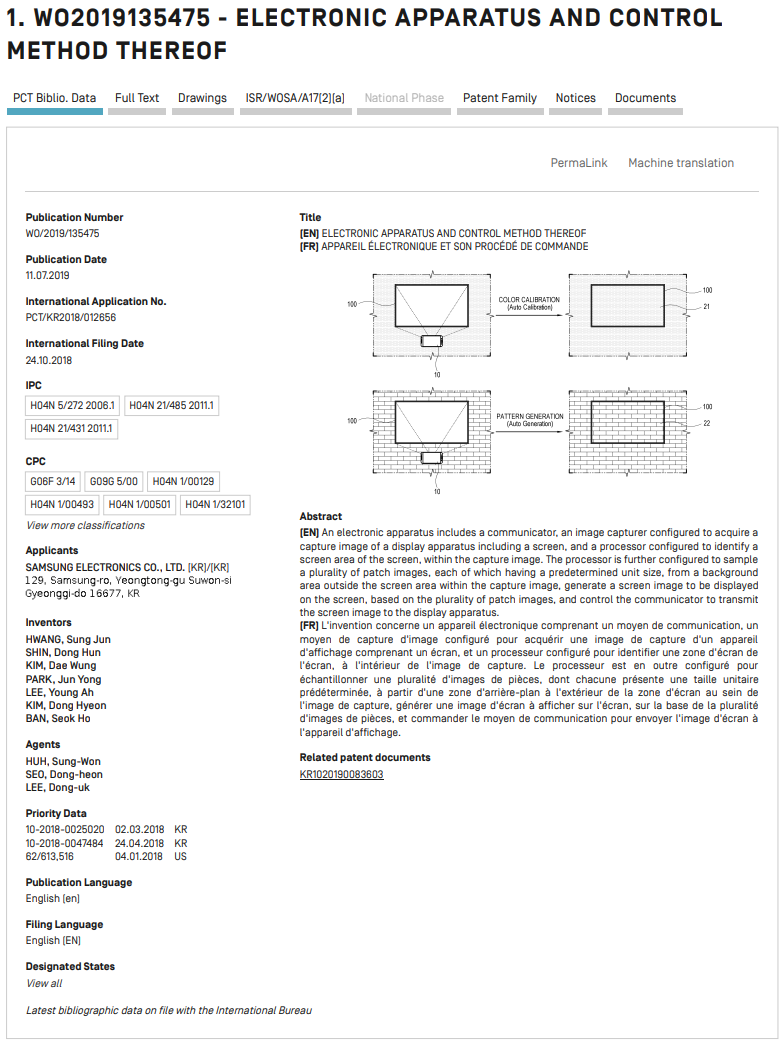 1. WO2019135475 - ELECTRONIC APPARATUS AND CONTROL
METHOD THEREOF
PCT Biblio. Data Full Text Drawings ISR/WOSA/A17(2)(a) National Phase Patent Family Notices Documents
PermaLink Machine translation
Publication Number
WO/2019/135475
Publication Date
11.07.2019
International Application No.
PCT/KR2018/012656
International Filing Date
24.10.2018
IPC
H04N 5/272 2006.1 H04N 21/485 2011.1
H04N 21/431 2011.1
CPC
G06F 3/14 G09G 5/00 H04N 1/00129
H04N 1/00493 H04N 1/00501 H04N 1/32101
View more classifications
Applicants
SAMSUNG ELECTRONICS CO., LTD. [KR]/[KR]
129, Samsung-ro, Yeongtong-gu Suwon-si
Gyeonggi-do 16677, KR
Inventors
HWANG, Sung Jun
SHIN, Dong Hun
KIM, Dae Wung
PARK, Jun Yong
LEE, Young Ah
KIM, Dong Hyeon
BAN, Seok Ho
Agents
HUH, Sung-Won
SEO, Dong-heon
LEE, Dong-uk
Priority Data
10-2018-0025020 02.03.2018 KR
10-2018-0047484 24.04.2018 KR
62/613,516 04.01.2018 US
Publication Language
English (en)
Filing Language
English (EN)
Designated States
View all
Latest bibliographic data on file with the International Bureau
Title
(EN) ELECTRONIC APPARATUS AND CONTROL METHOD THEREOF
(FR) APPAREIL ÉLECTRONIQUE ET SON PROCÉDÉ DE COMMANDE
100
COLOR CALIBRATION
(Auto Calibration)
100
21
10
100
PATTERN GENERATION
(Auto Generation)
100
22
10
Abstract
(EN) An electronic apparatus includes a communicator, an image capturer configured to acquire a
capture image of a display apparatus including a screen, and a processor configured to identify a
screen area of the screen, within the capture image. The processor is further configured to sample
a plurality of patch images, each of which having a predetermined unit size, from a background
area outside the screen area within the capture image, generate a screen image to be displayed
on the screen, based on the plurality of patch images, and control the communicator to transmit
the screen image to the display apparatus.
(FR) L'invention concerne un appareil électronique comprenant un moyen de communication, un
moyen de capture d'image configuré pour acquérir une image de capture d'un appareil
d'affichage comprenant un écran, et un processeur configuré pour identifier une zone d'écran de
l'écran, à l'intérieur de l'image de capture. Le processeur est en outre configuré pour
échantillonner une pluralité d'images de pièces, dont chacune présente une taille unitaire
prédéterminée, à partir d'une zone d'arrière-plan à l'extérieur de la zone d'écran au sein de
l'image de capture, générer une image d'écran à afficher sur l'écran, sur la base de la pluralité
d'images de pièces, et commander le moyen de communication pour envoyer l'image d'écran à
l'appareil d'affichage.
Related patent documents
KR1020190083603